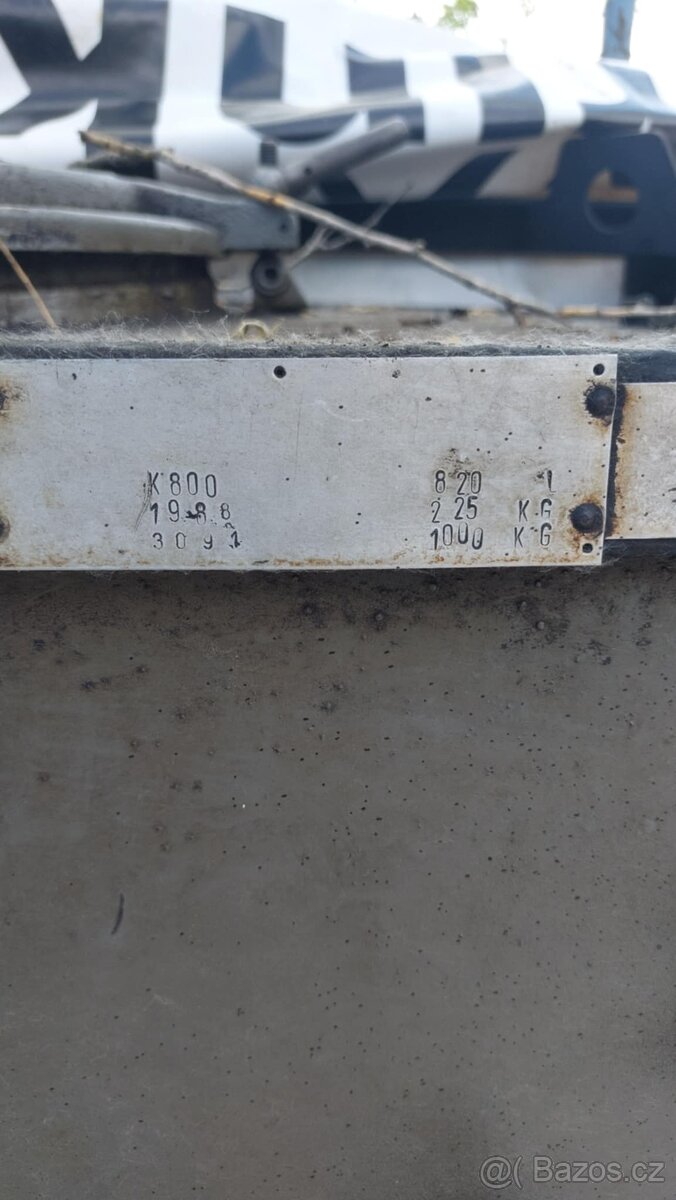 K800 820 L
1988 225 KG
3091 1000 KG
@( Bazos.cz